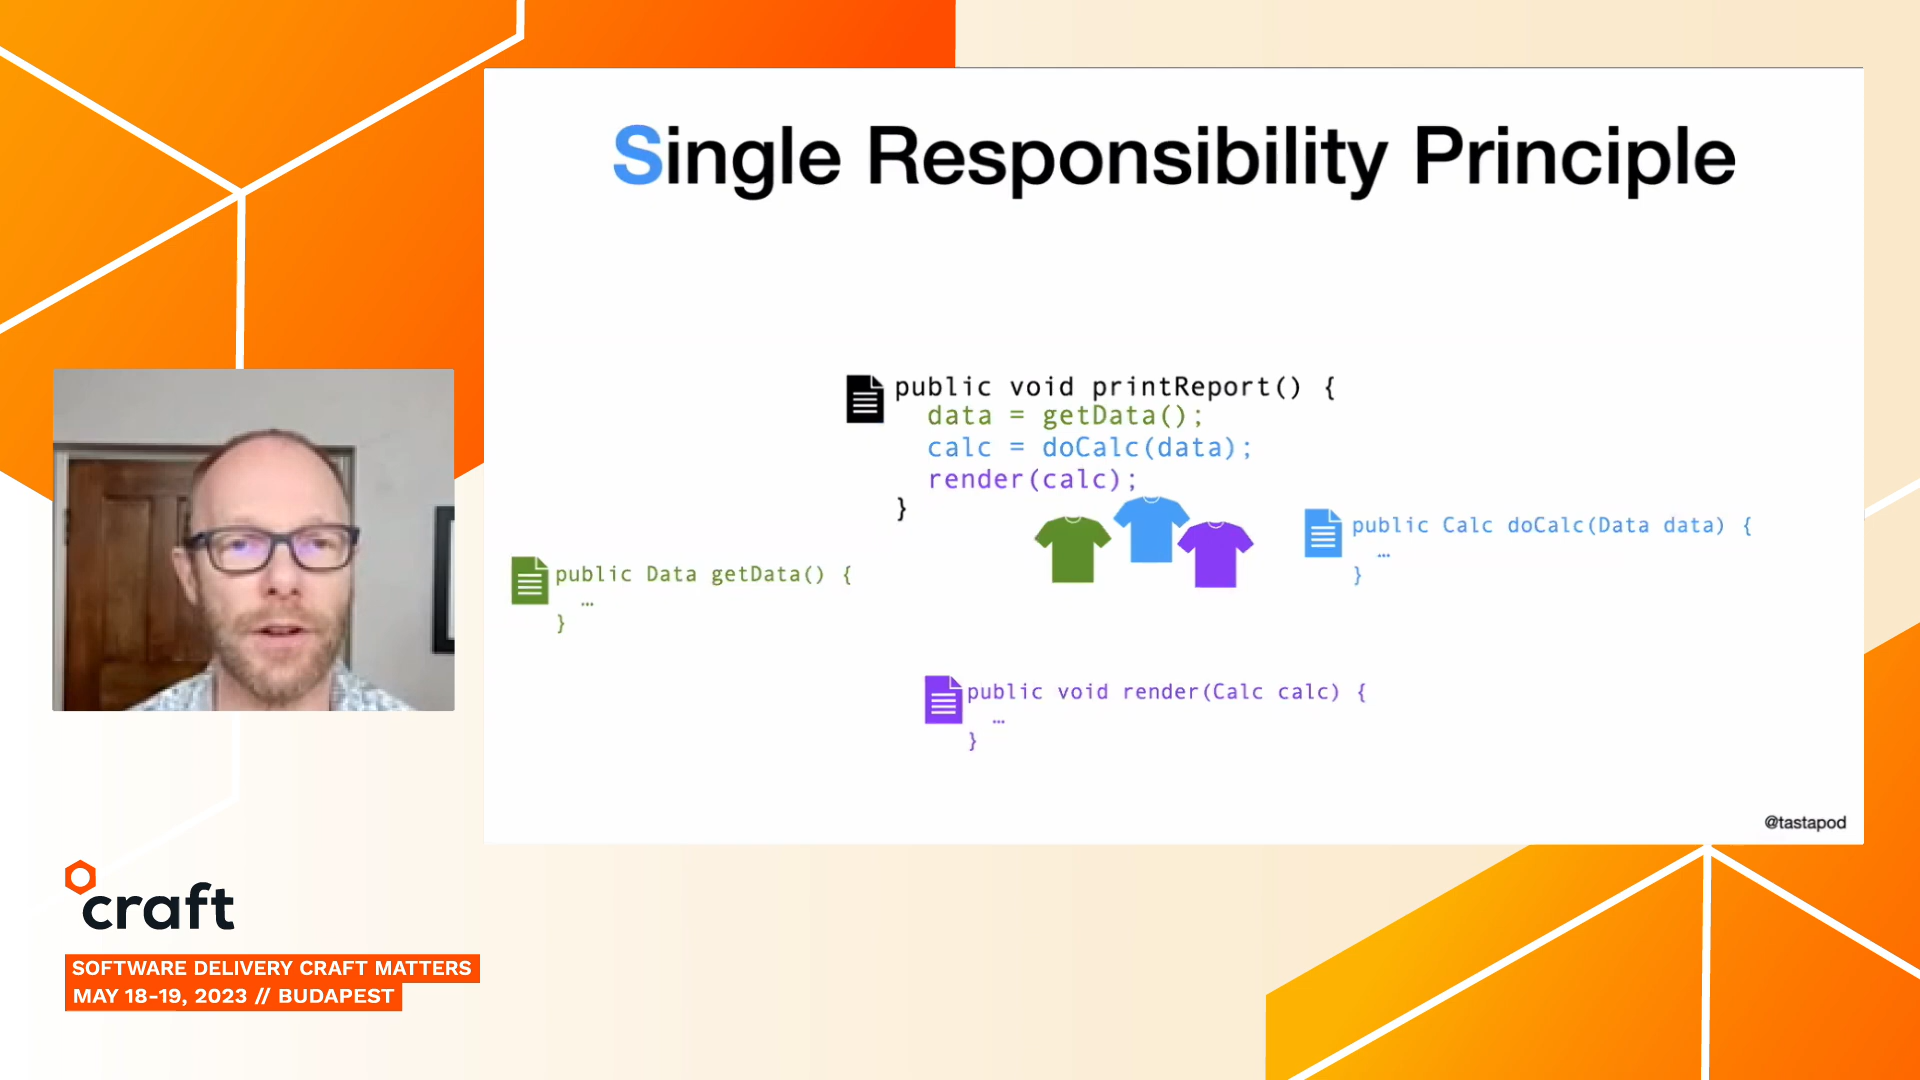 Single Responsibility Principle
public void printReport() {
data = getData();
calc = doCalc(data);
render(calc);
}
public Calc doCalc(Data data) {
…
}
public Data getData() {
…
}
public void render(Calc calc) {
…
}
@tastapod
craft
SOFTWARE DELIVERY CRAFT MATTERS
MAY 18-19, 2023 // BUDAPEST